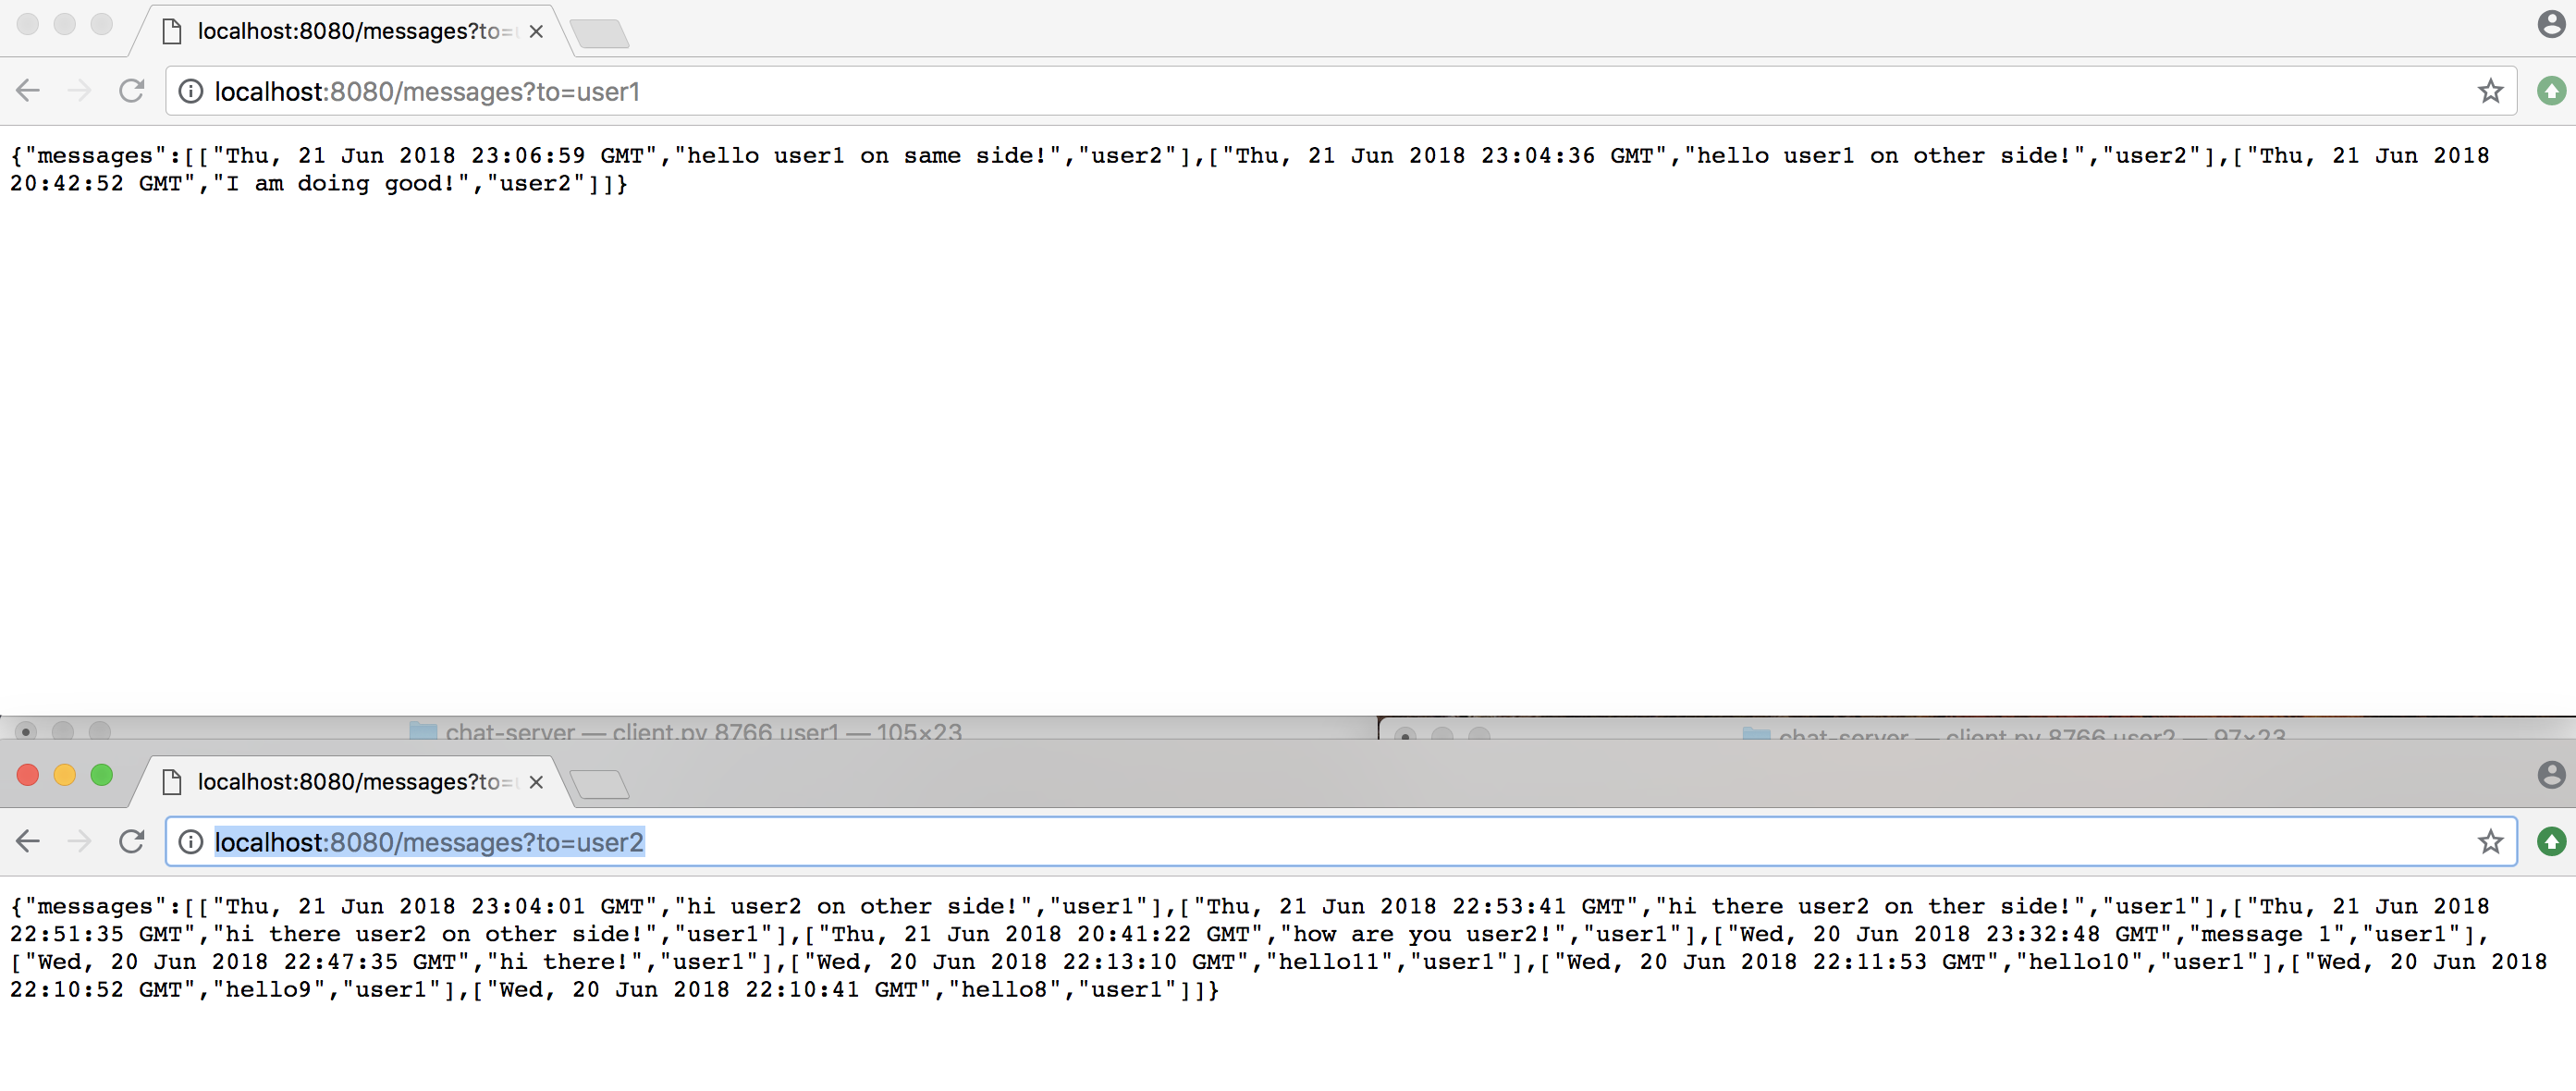 localhost:8080/messages?to=
localhost:8080/messages?to=user1
{"messages":[["Thu, 21 Jun 2018 23:06:59 GMT","hello user1 on same side!","user2"],["Thu, 21 Jun 2018 23:04:36 GMT","hello user1 on other side!","user2"],["Thu, 21 Jun 2018
20:42:52 GMT","I am doing good!","user2"]]}
chat-server — client.py 8766 user1 — 105×23
chat-server — client.py 8766 user2 — 97×23
localhost:8080/messages?to=
localhost:8080/messages?to=user2
{"messages":[["Thu, 21 Jun 2018 23:04:01 GMT","hi user2 on other side!","user1"],["Thu, 21 Jun 2018 22:53:41 GMT","hi there user2 on ther side!","user1"],["Thu, 21 Jun 2018
22:51:35 GMT","hi there user2 on other side!","user1"],["Thu, 21 Jun 2018 20:41:22 GMT","how are you user2!","user1"],["Wed, 20 Jun 2018 23:32:48 GMT","message 1","user1"],
["Wed, 20 Jun 2018 22:47:35 GMT","hi there!","user1"],["Wed, 20 Jun 2018 22:13:10 GMT","hello11","user1"],["Wed, 20 Jun 2018 22:11:53 GMT","hello10","user1"],["Wed, 20 Jun 2018
22:10:52 GMT","hello9","user1"],["Wed, 20 Jun 2018 22:10:41 GMT","hello8","user1"]]}